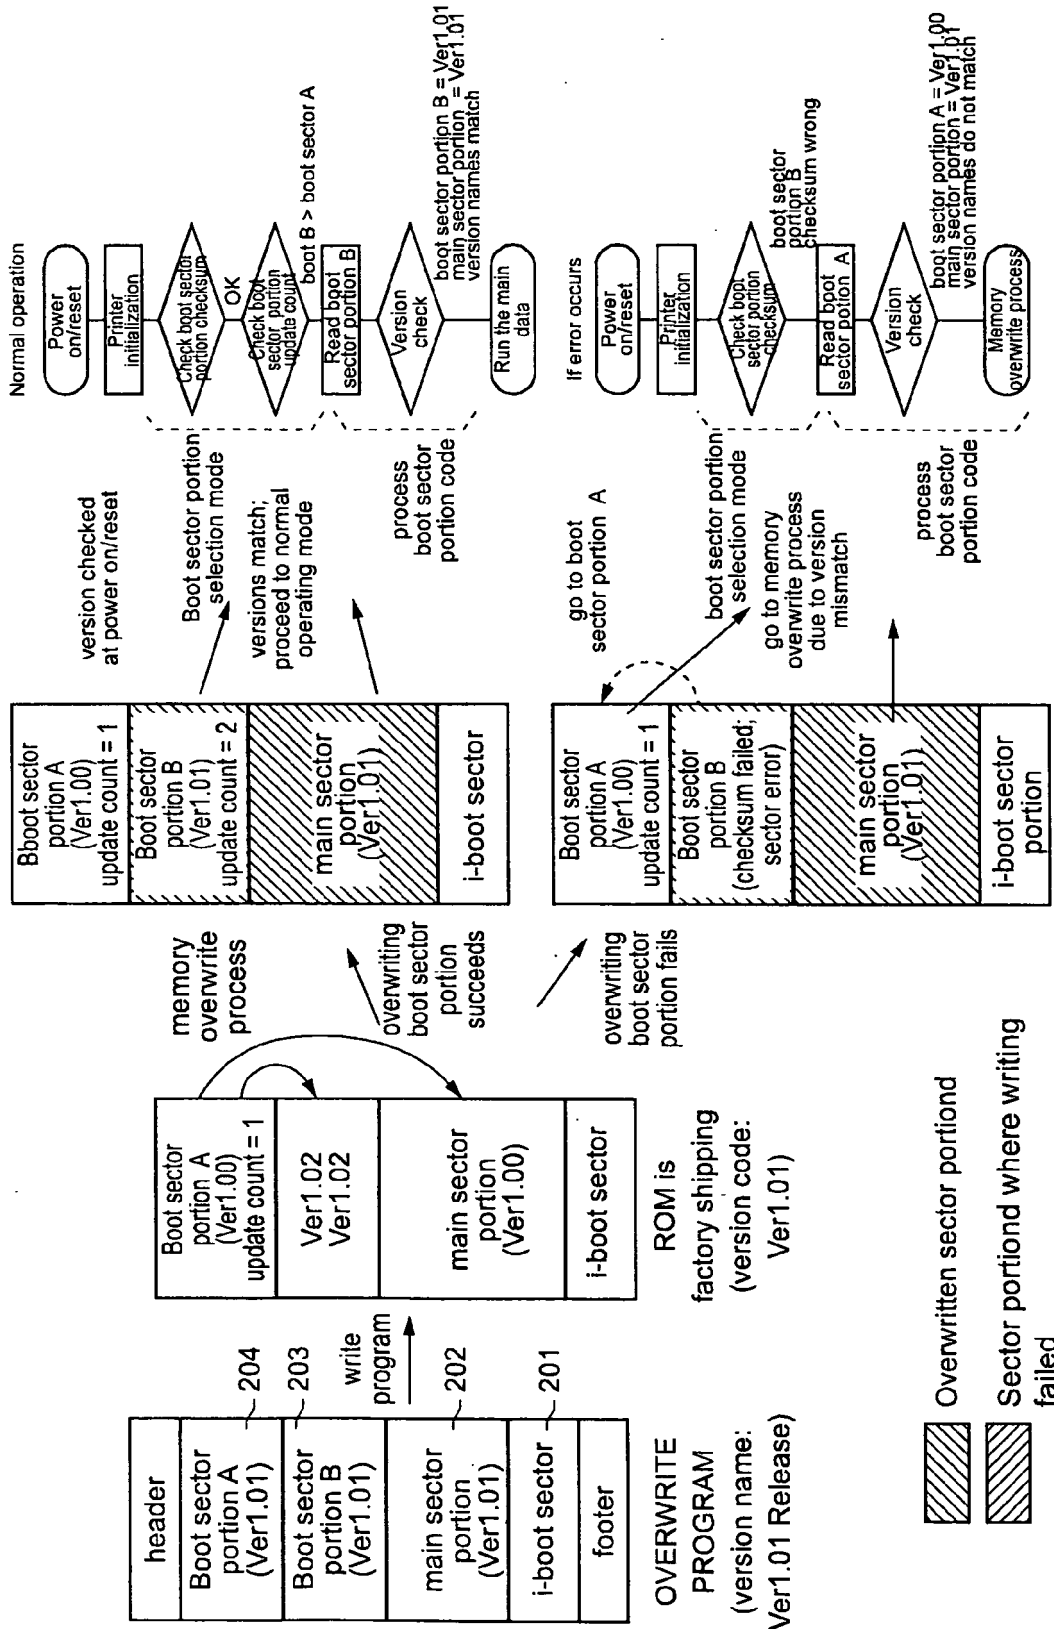 header
Boot sector
portion A
(Ver1.01)
204
Boot sector
portion B
(Ver1.01)
203
main sector
portion
(Ver1.01)
202
i-boot sector
201
footer
OVERWRITE
PROGRAM
(version name:
Ver1.01 Release)
write
program
Boot sector
portion A
(Ver1.00)
update count = 1
Ver1.02
Ver1.02
main sector
portion
(Ver1.00)
i-boot sector
ROM is
factory shipping
(version code:
Ver1.01)
memory
overwrite
process
overwriting
boot sector
portion
succeeds
overwriting
boot sector
portion fails
Bboot sector
portion A
(Ver1.00)
update count = 1
Boot sector
portion B
(Ver1.01)
update count = 2
main sector
portion
(Ver1.01)
i-boot sector
version checked
at power on/reset
Boot sector portion
selection mode
versions match;
proceed to normal
operating mode
process
boot sector
portion code
Normal operation
Power
on/reset
Printer
initialization
Check boot sector
portion checksum
OK
Check boot
sector portion
update count
boot B > boot sector A
Read boot
sector portion B
Version
check
boot sector portion B = Ver1.01
main sector portion = Ver1.01
version names match
Run the main
data
Boot sector
portion A
(Ver1.00)
update count = 1
Boot sector
portion B
(checksum failed;
sector error)
main sector
portion
(Ver1.01)
i-boot sector
portion
go to boot
sector portion A
boot sector portion
selection mode
go to memory
overwrite process
due to version
mismatch
process
boot sector
portion code
If error occurs
Power
on/reset
Printer
initialization
Check boot
sector portion
checksum
boot sector
portion B
checksum wrong
Read boot
sector potion A
Version
check
boot sector portion A = Ver1.00
main sector portion = Ver1.01
version names do not match
Memory
overwrite process
Overwritten sector portiond
Sector portiond where writing
failed